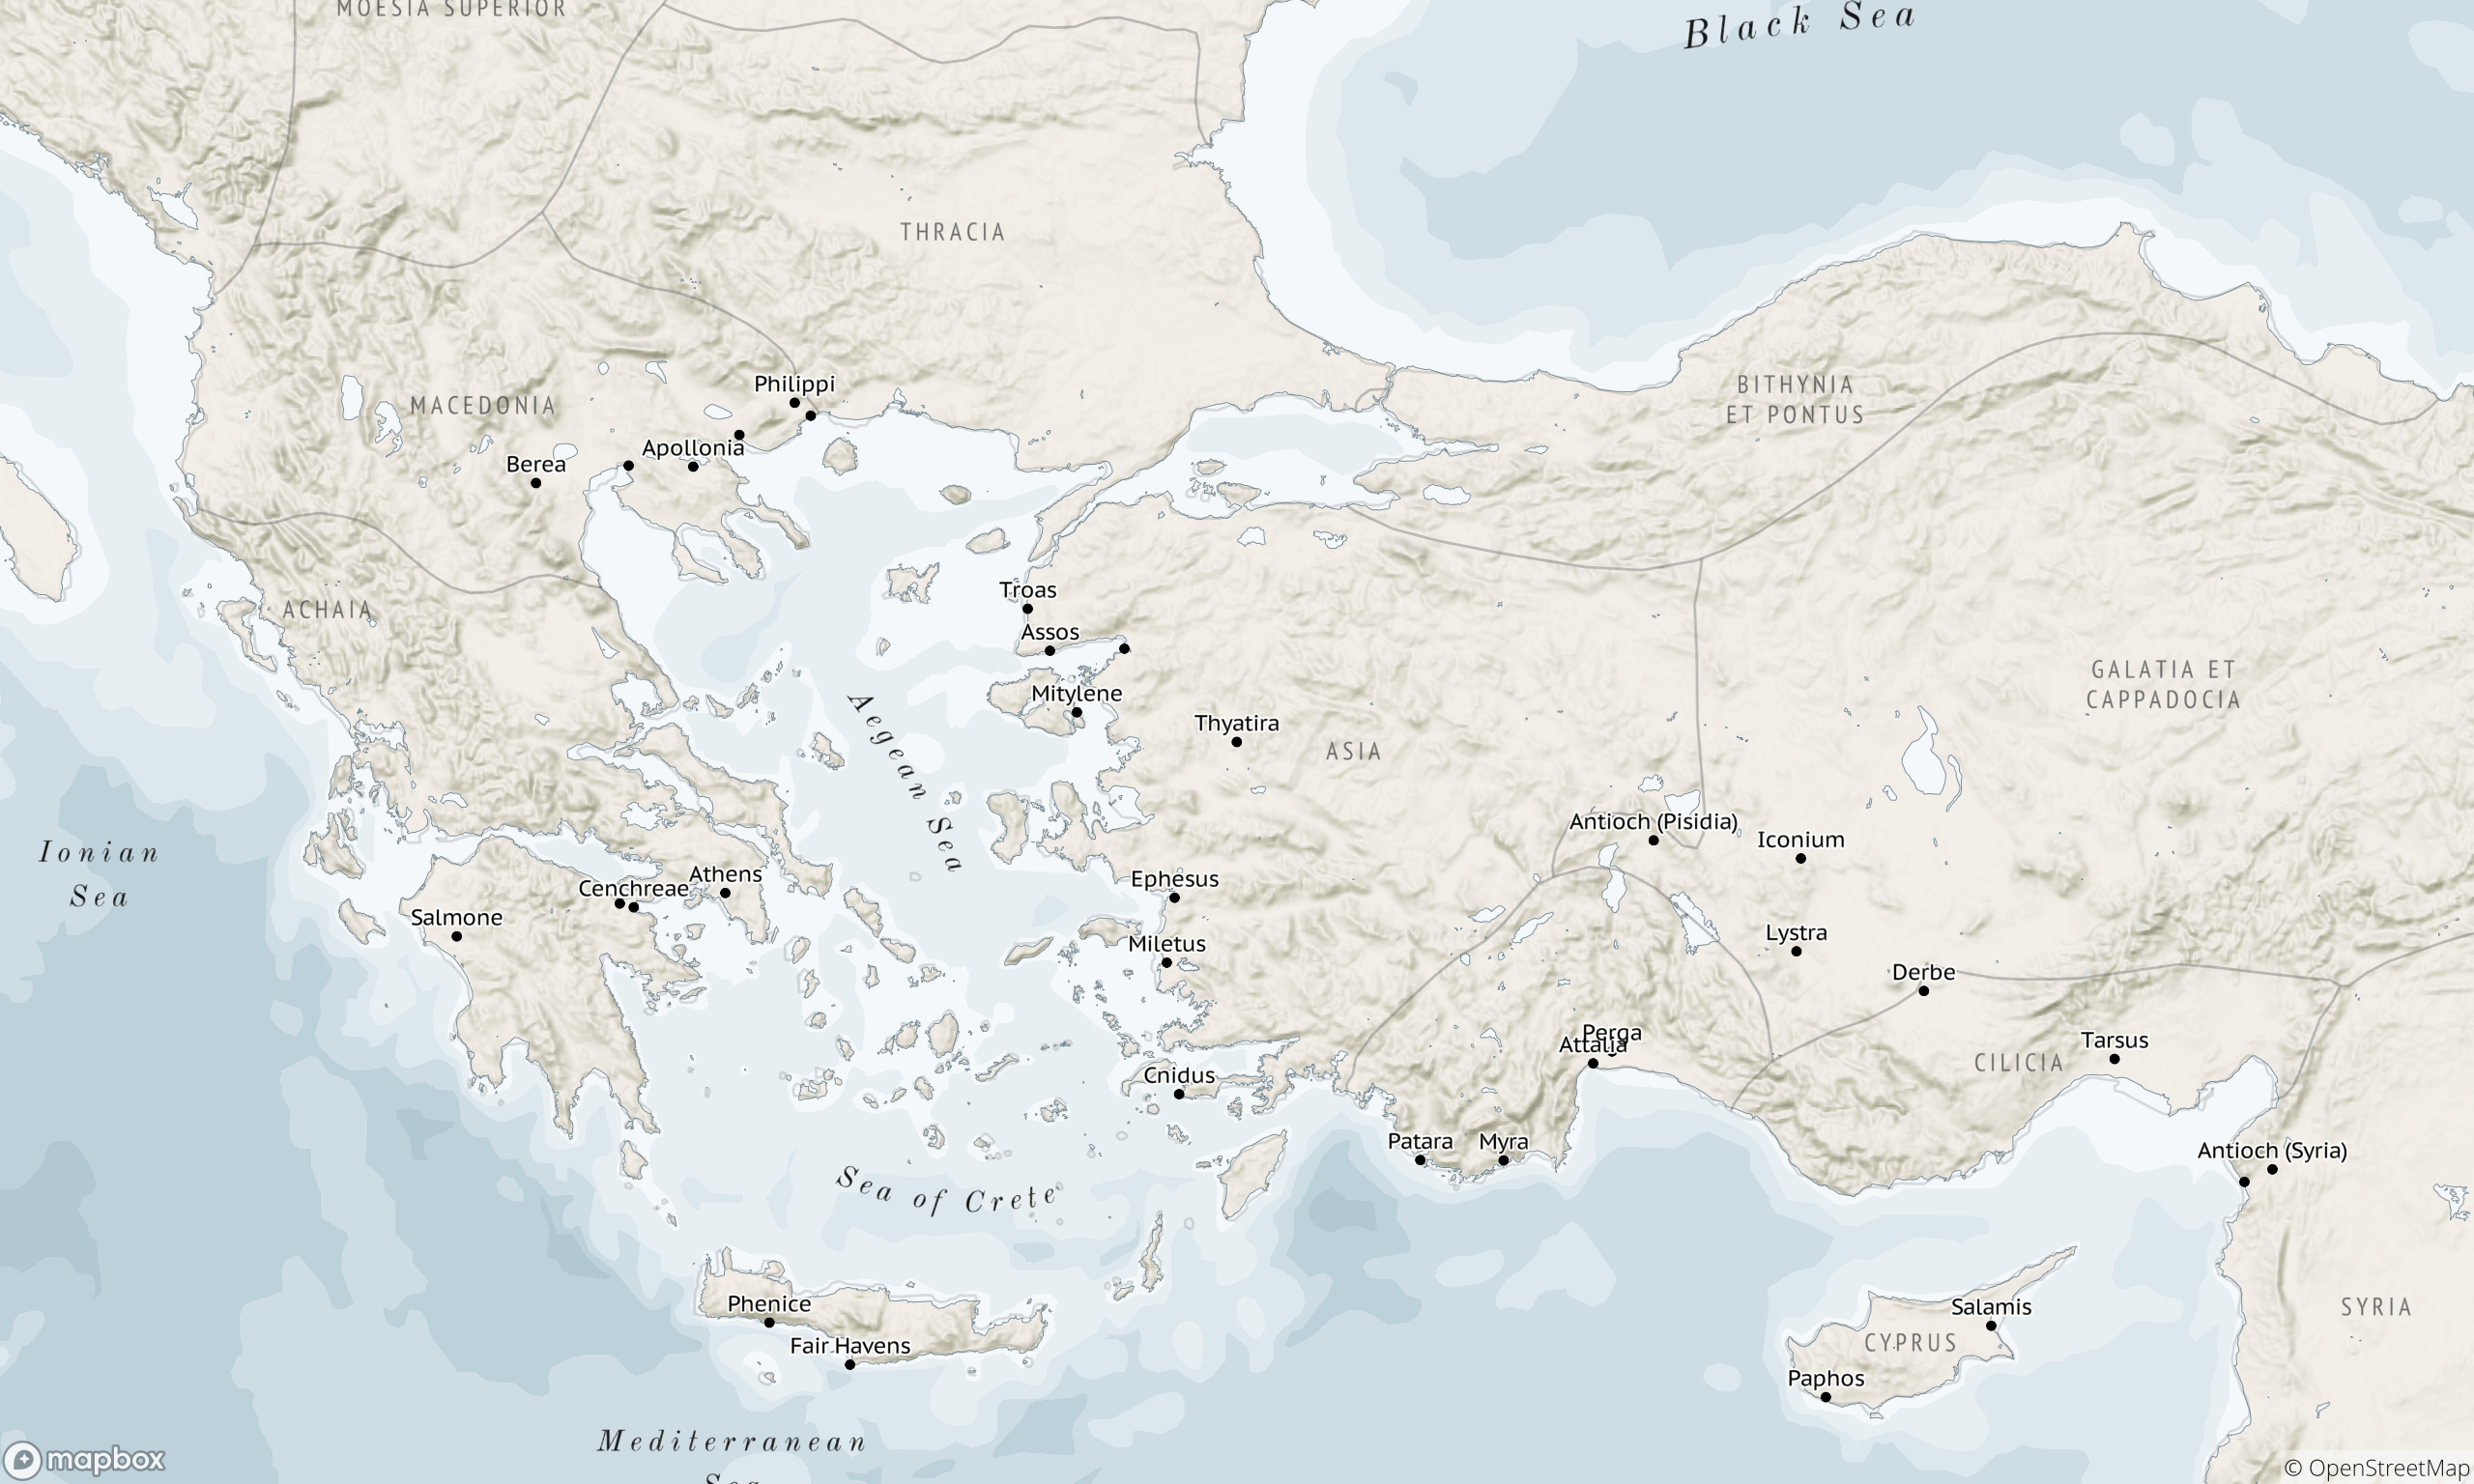 MOESIA SUPERIOR
Black Sea
THRACIA
Philippi
BITHYNIA
ET PONTUS
MACEDONIA
Apollonia
Berea
Troas
ACHAIA
Assos
GALATIA ET
CAPPADOCIA
Mitylene
Thyatira
ASIA
Aegean Sea
Antioch (Pisidia)
Iconium
Ionian
Sea
Athens
Ephesus
Cenchreae
Salmone
Lystra
Miletus
Derbe
Perga
Attalia
Tarsus
CILICIA
Cnidus
Patara
Myra
Antioch (Syria)
Sea of Crete
Phenice
Salamis
SYRIA
Fair Havens
CYPRUS
Paphos
Mediterranean
Sea
mapbox
© OpenStreetMap